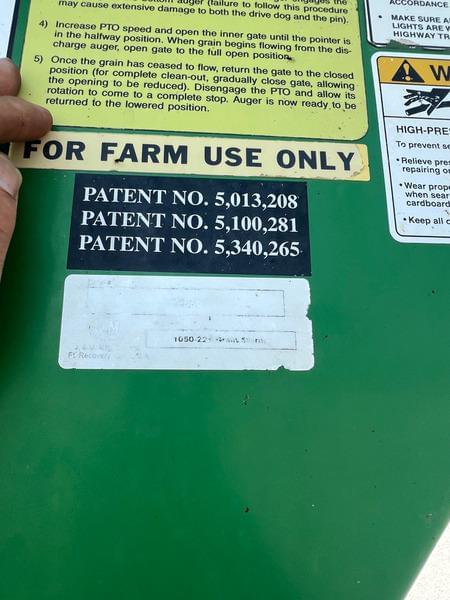 may cause extensive damage to both the drive dog and the pin).
4) Increase PTO speed and open the inner gate until the pointer is
in the halfway position. When grain begins flowing from the dis-
charge auger, open gate to the full open position.
5) Once the grain has ceased to flow, return the gate to the closed
position (for complete clean-out, gradually close gate, allowing
the opening to be reduced). Disengage the PTO and allow its
rotation to come to a complete stop. Auger is now ready to be
returned to the lowered position.
FOR FARM USE ONLY
PATENT NO. 5,013,208
PATENT NO. 5,100,281
PATENT NO. 5,340,265
1050-22
Ft Recovery
ACCORDANCE
• MAKE SURE
LIGHTS ARE
HIGHWAY
W
HIGH-PRE
To prevent
• Relieve
repairing
• Wear
when
cardboard
• Keep all